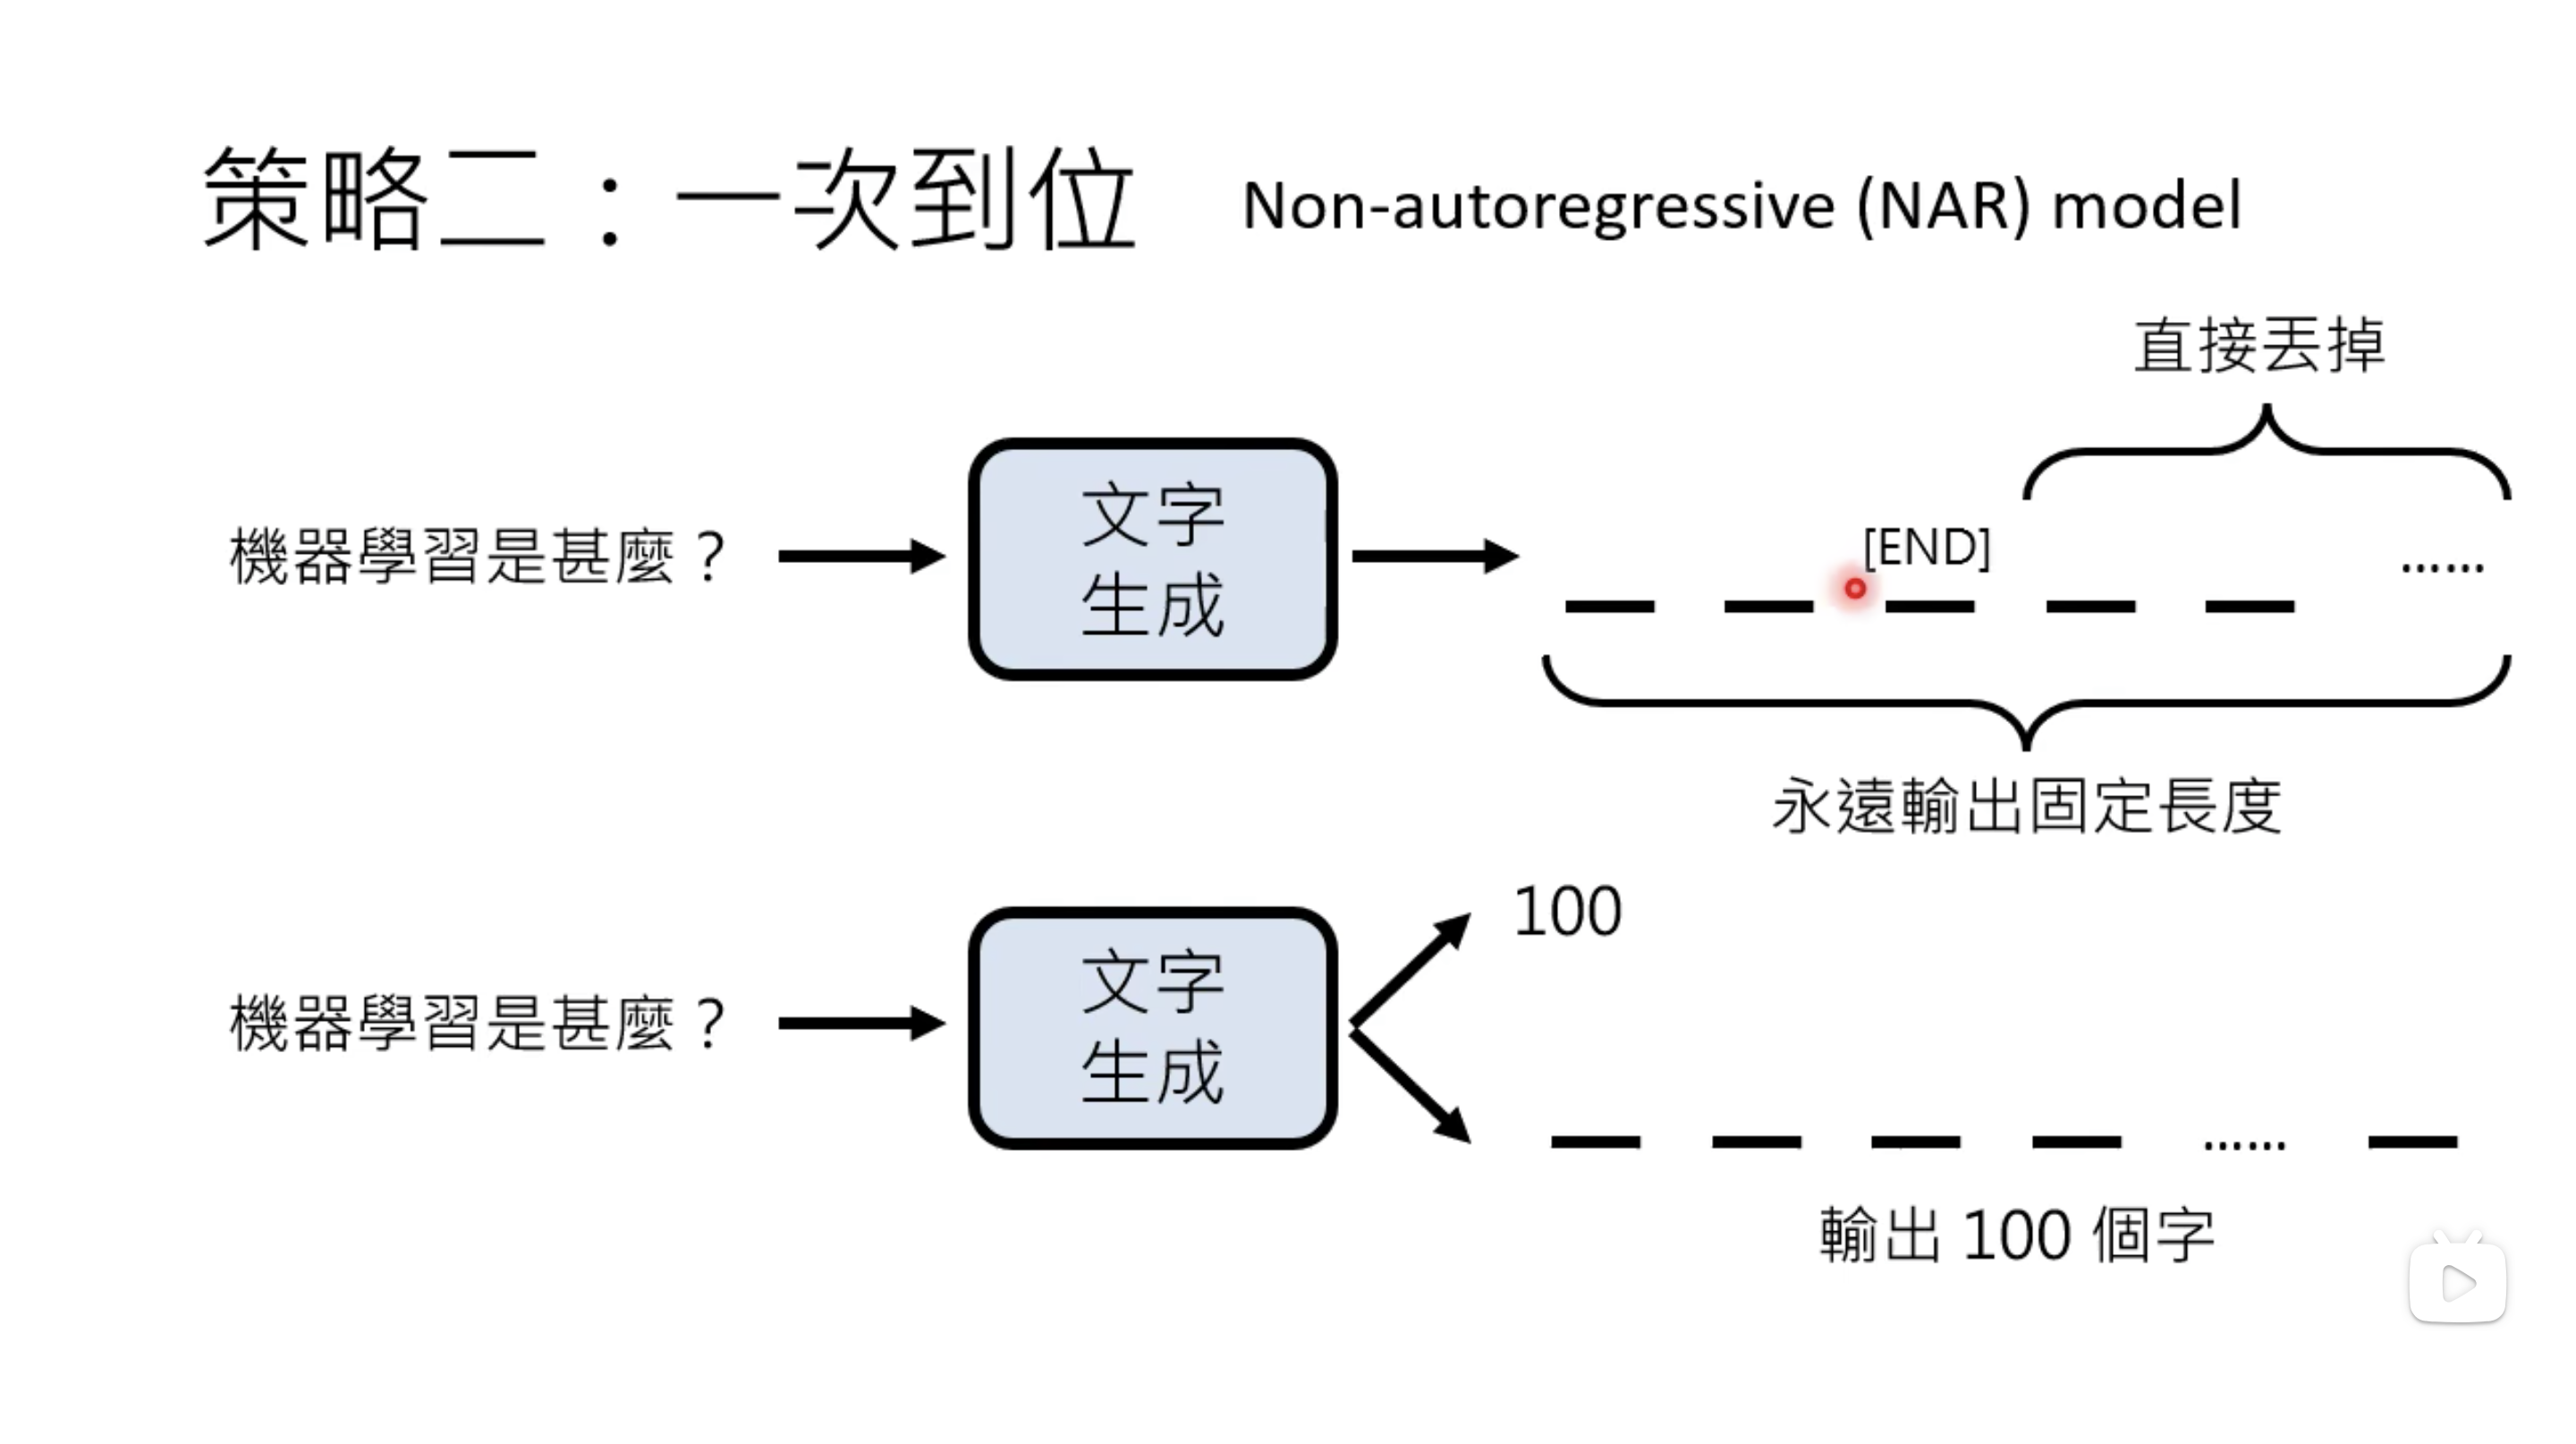 策略二：一次到位 Non-autoregressive (NAR) model
直接丟掉
機器學習是甚麼？
文字
生成
[END]
......
永遠輸出固定長度
機器學習是甚麼？
文字
生成
100
......
輸出 100 個字